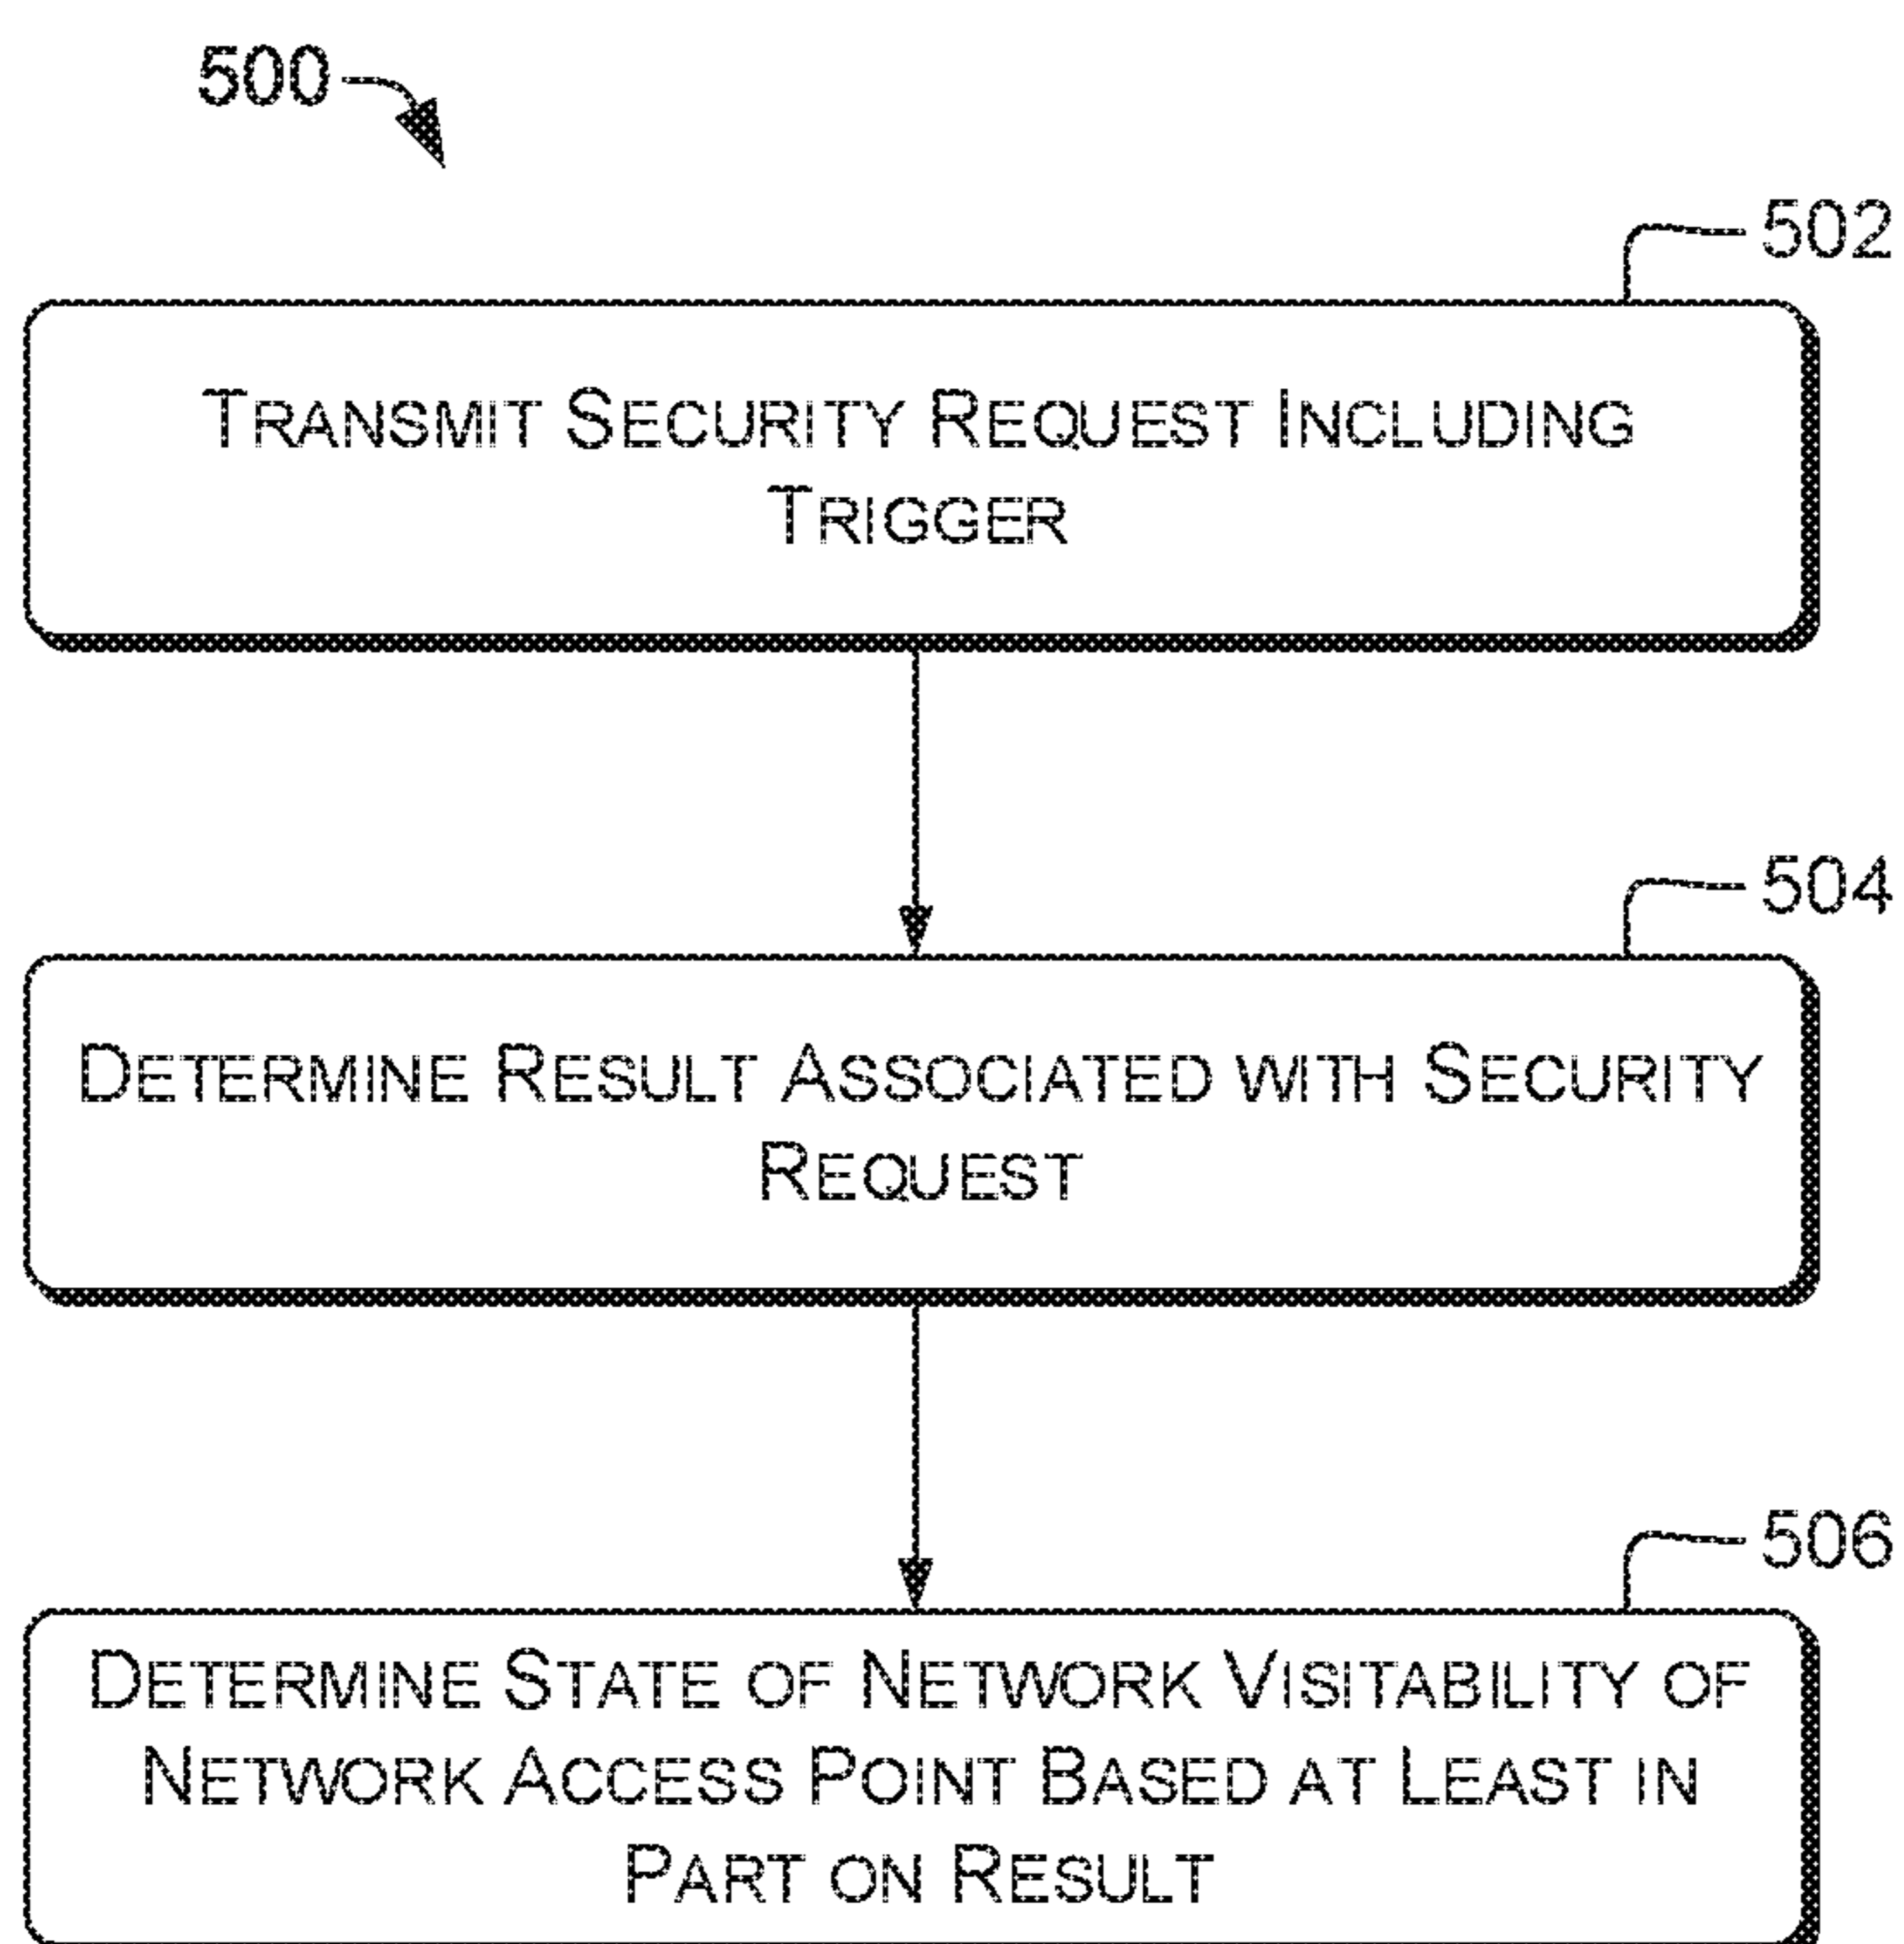 500
502
TRANSMIT SECURITY REQUEST INCLUDING
TRIGGER
504
DETERMINE RESULT ASSOCIATED WITH SECURITY
REQUEST
506
DETERMINE STATE OF NETWORK VISITABILITY OF
NETWORK ACCESS POINT BASED AT LEAST IN
PART ON RESULT